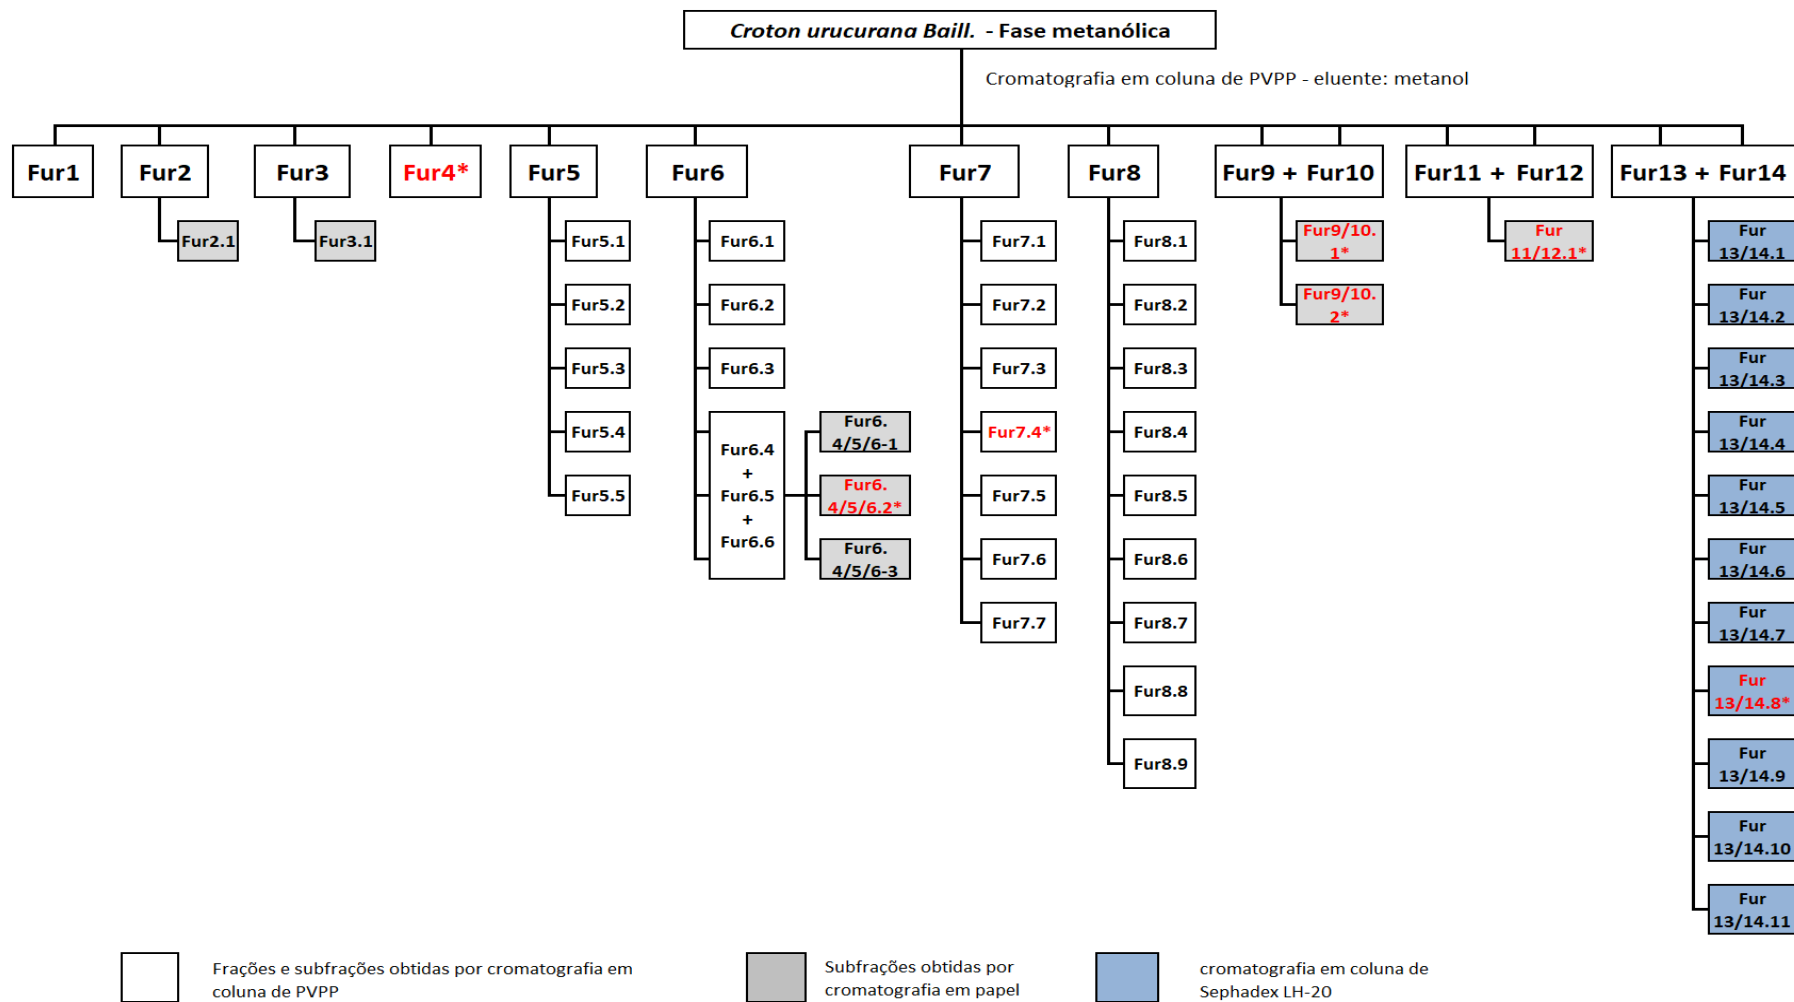 Croton urucurana Baill. - Fase metanólica
Cromatografia em coluna de PVPP - eluente: metanol
Fur1
Fur2
Fur3
Fur4*
Fur5
Fur6
Fur7
Fur8
Fur9 + Fur10
Fur11 + Fur12
Fur13 + Fur14
Fur2.1
Fur3.1
Fur5.1
Fur5.2
Fur5.3
Fur5.4
Fur5.5
Fur6.1
Fur6.2
Fur6.3
Fur6.4
+
Fur6.5
+
Fur6.6
Fur6.
4/5/6-1
Fur6.
4/5/6.2*
Fur6.
4/5/6-3
Fur7.1
Fur7.2
Fur7.3
Fur7.4*
Fur7.5
Fur7.6
Fur7.7
Fur8.1
Fur8.2
Fur8.3
Fur8.4
Fur8.5
Fur8.6
Fur8.7
Fur8.8
Fur8.9
Fur9/10.
1*
Fur9/10.
2*
Fur
11/12.1*
Fur
13/14.1
Fur
13/14.2
Fur
13/14.3
Fur
13/14.4
Fur
13/14.5
Fur
13/14.6
Fur
13/14.7
Fur
13/14.8*
Fur
13/14.9
Fur
13/14.10
Fur
13/14.11
Frações e subfrações obtidas por cromatografia em
coluna de PVPP
Subfrações obtidas por
cromatografia em papel
cromatografia em coluna de
Sephadex LH-20